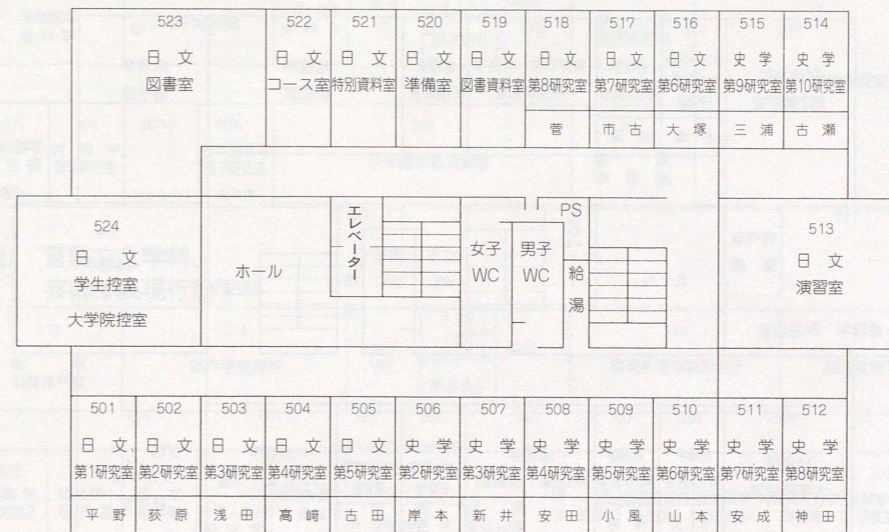 523
日文
図書室
522
日文
コース室
521
日文
特別資料室
520
日文
準備室
519
日文
図書資料室
518
日文
第8研究室
菅
517
日文
第7研究室
市古
516
日文
第6研究室
大塚
515
史学
第9研究室
三浦
514
史学
第10研究室
古瀬
524
日文
学生控室
大学院控室
ホール
エレベーター
女子
WC
男子
WC
PS
給湯
513
日文
演習室
501
日文
第1研究室
平野
502
日文
第2研究室
荻原
503
日文
第3研究室
浅田
504
日文
第4研究室
高﨑
505
日文
第5研究室
古田
506
史学
第2研究室
岸本
507
史学
第3研究室
新井
508
史学
第4研究室
安田
509
史学
第5研究室
小風
510
史学
第6研究室
山本
511
史学
第7研究室
安成
512
史学
第8研究室
神田